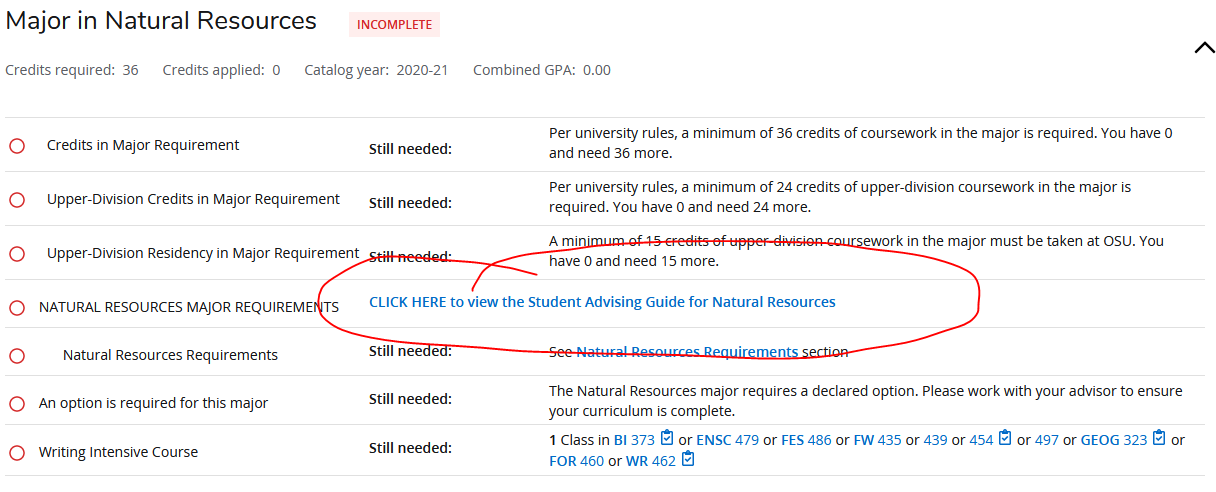 Major in Natural Resources INCOMPLETE
Credits required: 36 Credits applied: 0 Catalog year: 2020-21 Combined GPA: 0.00
Credits in Major Requirement Still needed: Per university rules, a minimum of 36 credits of coursework in the major is required. You have 0
and need 36 more.
Upper-Division Credits in Major Requirement Still needed: Per university rules, a minimum of 24 credits of upper-division coursework in the major is
required. You have 0 and need 24 more.
Upper-Division Residency in Major Requirement Still needed: A minimum of 15 credits of upper-division coursework in the major must be taken at OSU. You
have 0 and need 15 more.
NATURAL RESOURCES MAJOR REQUIREMENTS CLICK HERE to view the Student Advising Guide for Natural Resources
Natural Resources Requirements Still needed: See Natural Resources Requirements section
An option is required for this major Still needed: The Natural Resources major requires a declared option. Please work with your advisor to ensure
your curriculum is complete.
Writing Intensive Course Still needed: 1 Class in BI 373 or ENSC 479 or FES 486 or FW 435 or 439 or 454 or 497 or GEOG 323 or
FOR 460 or WR 462